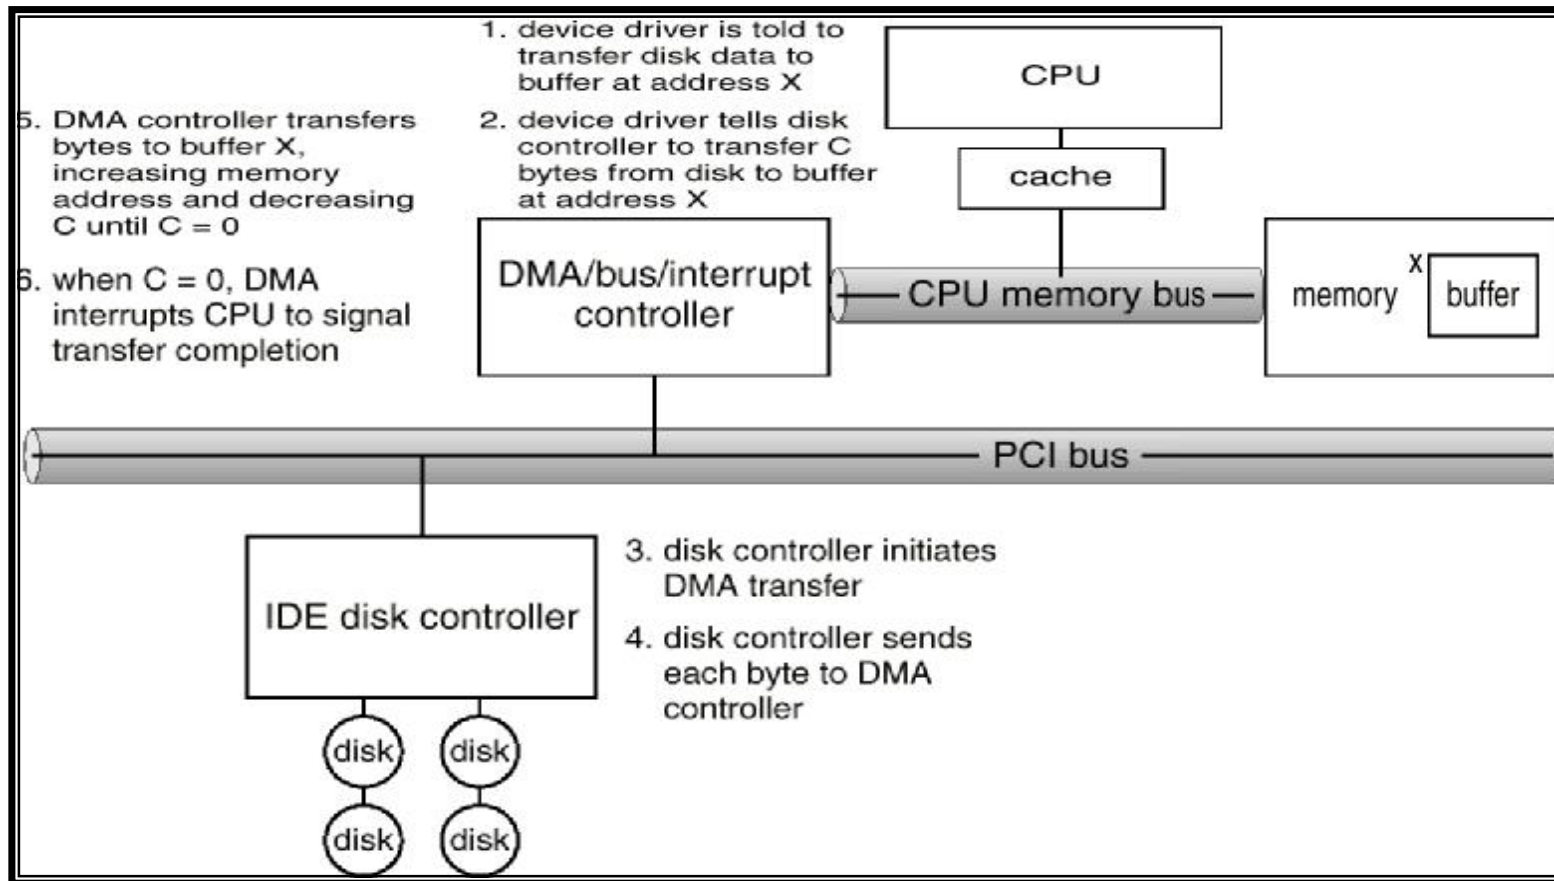 1. device driver is told to
transfer disk data to
buffer at address X
2. device driver tells disk
controller to transfer C
bytes from disk to buffer
at address X
5. DMA controller transfers
bytes to buffer X,
increasing memory
address and decreasing
C until C = 0
6. when C = 0, DMA
interrupts CPU to signal
transfer completion
CPU
cache
DMA/bus/interrupt
controller
CPU memory bus
memory
X
buffer
PCI bus
IDE disk controller
3. disk controller initiates
DMA transfer
4. disk controller sends
each byte to DMA
controller
disk
disk
disk
disk